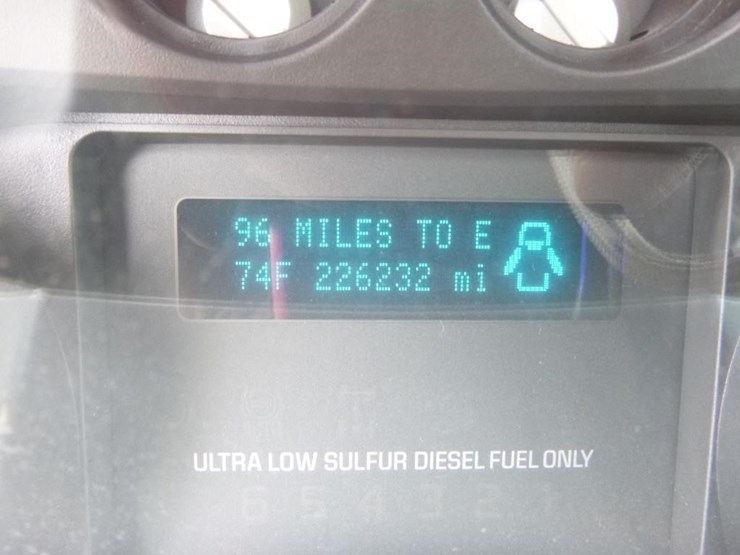 96 MILES TO E
74F 226232 mi
ULTRA LOW SULFUR DIESEL FUEL ONLY